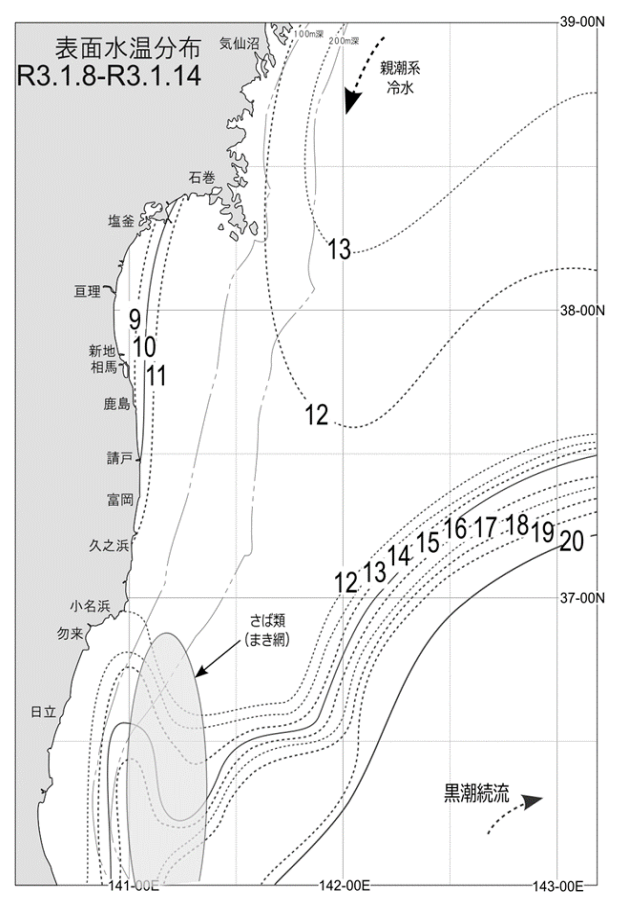 表面水温分布
R3.1.8-R3.1.14
気仙沼
100m深
200m深
39-00N
親潮系
冷水
石巻
塩釜
13
亘理
38-00N
9
新地
10
相馬
11
鹿島
12
請戸
富岡
久之浜
12
13
14
15
16
17
18
19
20
37-00N
小名浜
勿来
さば類
(まき網)
日立
黒潮続流
141-00E
142-00E
143-00E